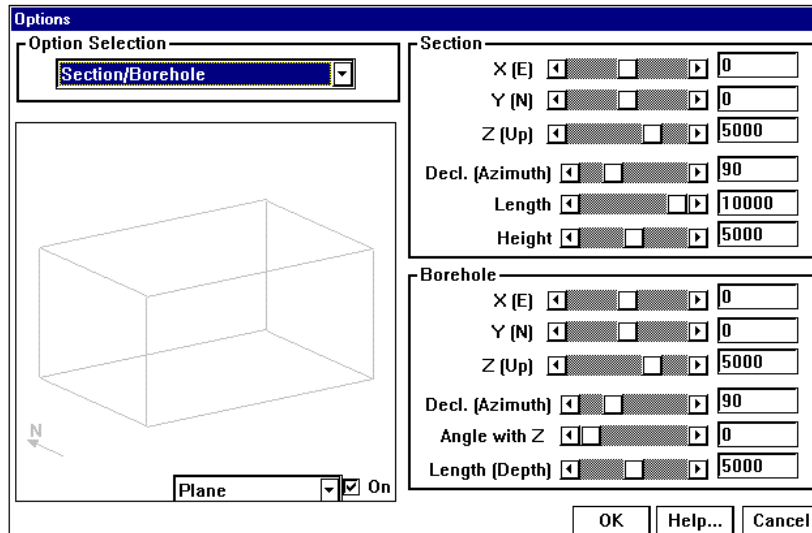 Options
Option Selection
Section/Borehole
N
Plane
On
Section
X (E) 0
Y (N) 0
Z (Up) 5000
Decl. (Azimuth) 90
Length 10000
Height 5000
Borehole
X (E) 0
Y (N) 0
Z (Up) 5000
Decl. (Azimuth) 90
Angle with Z 0
Length (Depth) 5000
OK Help... Cancel